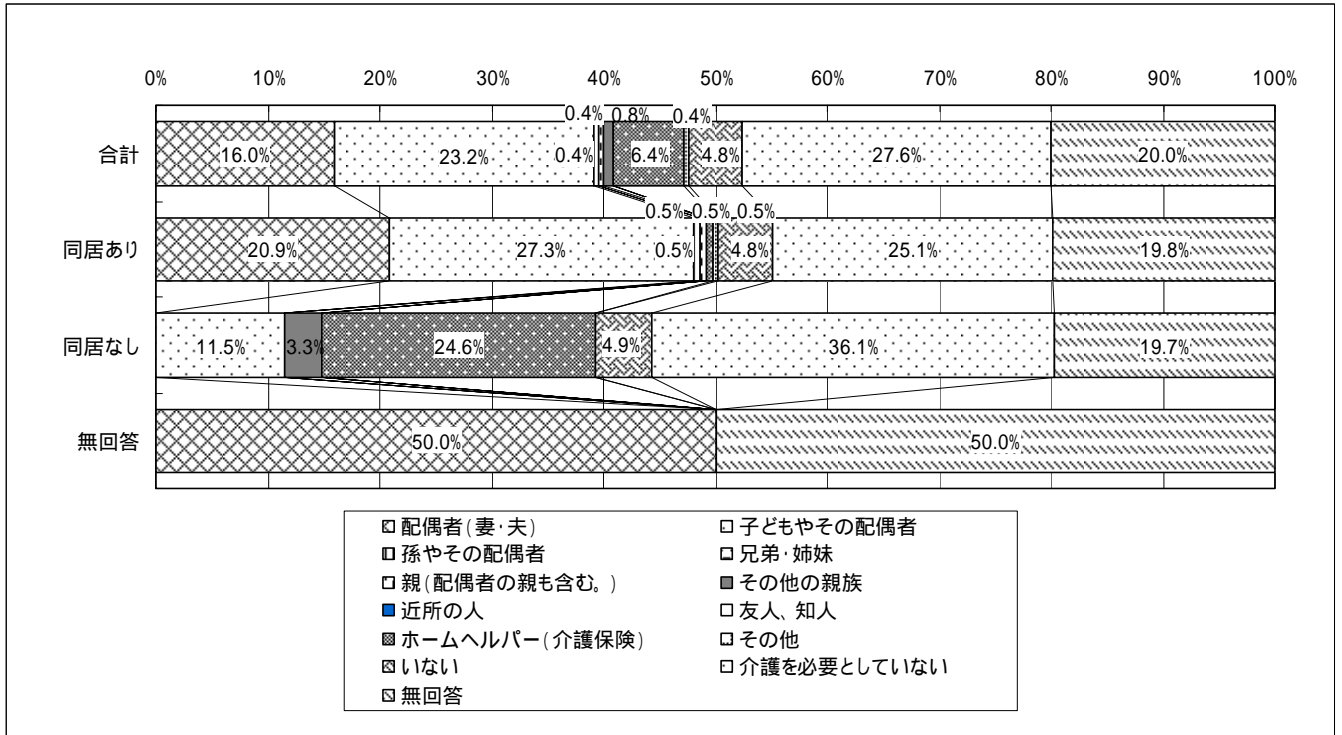 0% 10% 20% 30% 40% 50% 60% 70% 80% 90% 100%
0.4% 0.8% 0.4%
合計 16.0% 23.2% 0.4% 6.4% 4.8% 27.6% 20.0%
0.5% 0.5% 0.5%
同居あり 20.9% 27.3% 0.5% 4.8% 25.1% 19.8%
同居なし 11.5% 3.3% 24.6% 4.9% 36.1% 19.7%
無回答 50.0% 50.0%
配偶者(妻・夫) 子どもやその配偶者
孫やその配偶者 兄弟・姉妹
親(配偶者の親も含む。) その他の親族
近所の人 友人、知人
ホームヘルパー(介護保険) その他
いない 介護を必要としていない
無回答